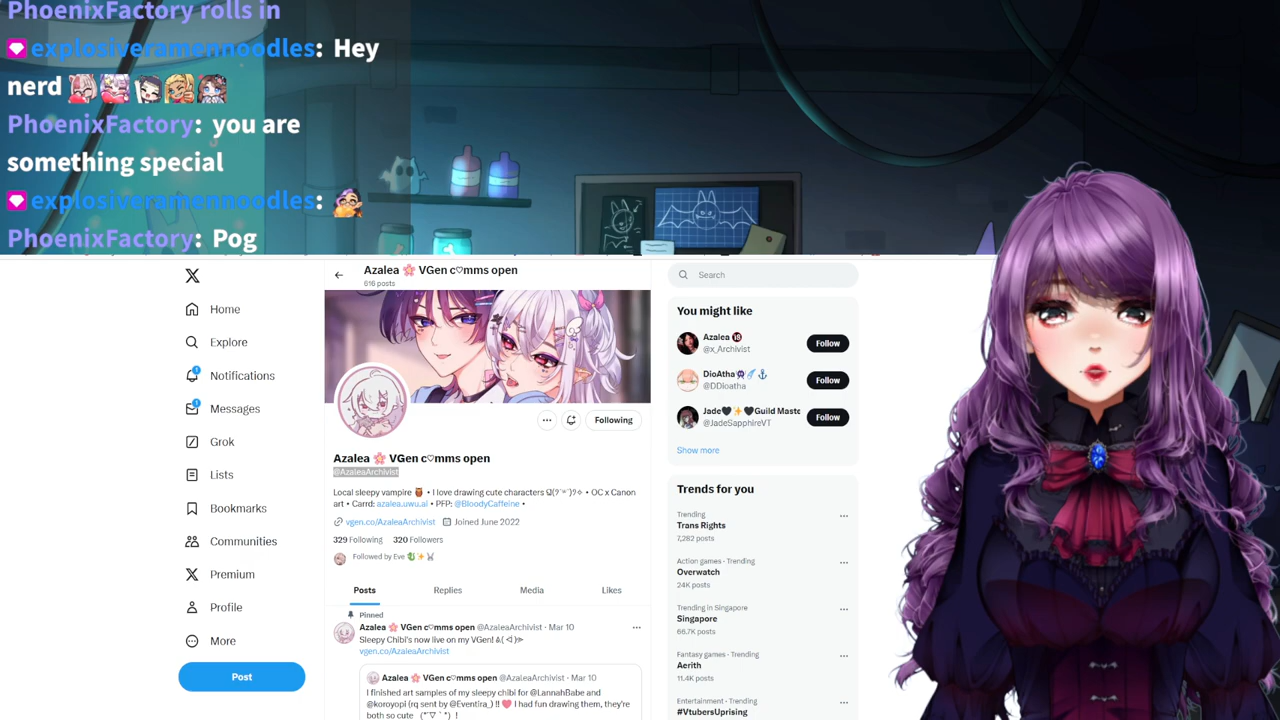 PhoenixFactory rolls in
explosiveramennoodles: Hey
nerd
PhoenixFactory: you are
something special
explosiveramennoodles:
PhoenixFactory: Pog
Home
Explore
Notifications
Messages
Grok
Lists
Bookmarks
Communities
Premium
Profile
More
Post
Azalea 🌸 VGen c♡mms open
616 posts
Following
Azalea 🌸 VGen c♡mms open
@AzaleaArchivist
Local sleepy vampire • I love drawing cute characters • OC x Canon
art • Carrd: azalea.uwu.ai • PFP: @BloodyCaffeine •
vgen.co/AzaleaArchivist Joined June 2022
329 Following 320 Followers
Followed by Eve
Posts Replies Media Likes
Pinned
Azalea 🌸 VGen c♡mms open @AzaleaArchivist · Mar 10
Sleepy Chibi's now live on my VGen!
vgen.co/AzaleaArchivist
Azalea 🌸 VGen c♡mms open @AzaleaArchivist · Mar 10
I finished art samples of my sleepy chibi for @LannahBabe and
@koroyopi (rq sent by @Eventira_) !! I had fun drawing them, they're
both so cute
Search
You might like
Azalea 🔞
@x_Archivist
Follow
DioAtha
@DDioatha
Follow
Jade🖤✨🖤Guild Maste
@JadeSapphireVT
Follow
Show more
Trends for you
Trending
Trans Rights
7,282 posts
Action games · Trending
Overwatch
24K posts
Trending in Singapore
Singapore
66.7K posts
Fantasy games · Trending
Aerith
11.4K posts
Entertainment · Trending
#VtubersUprising